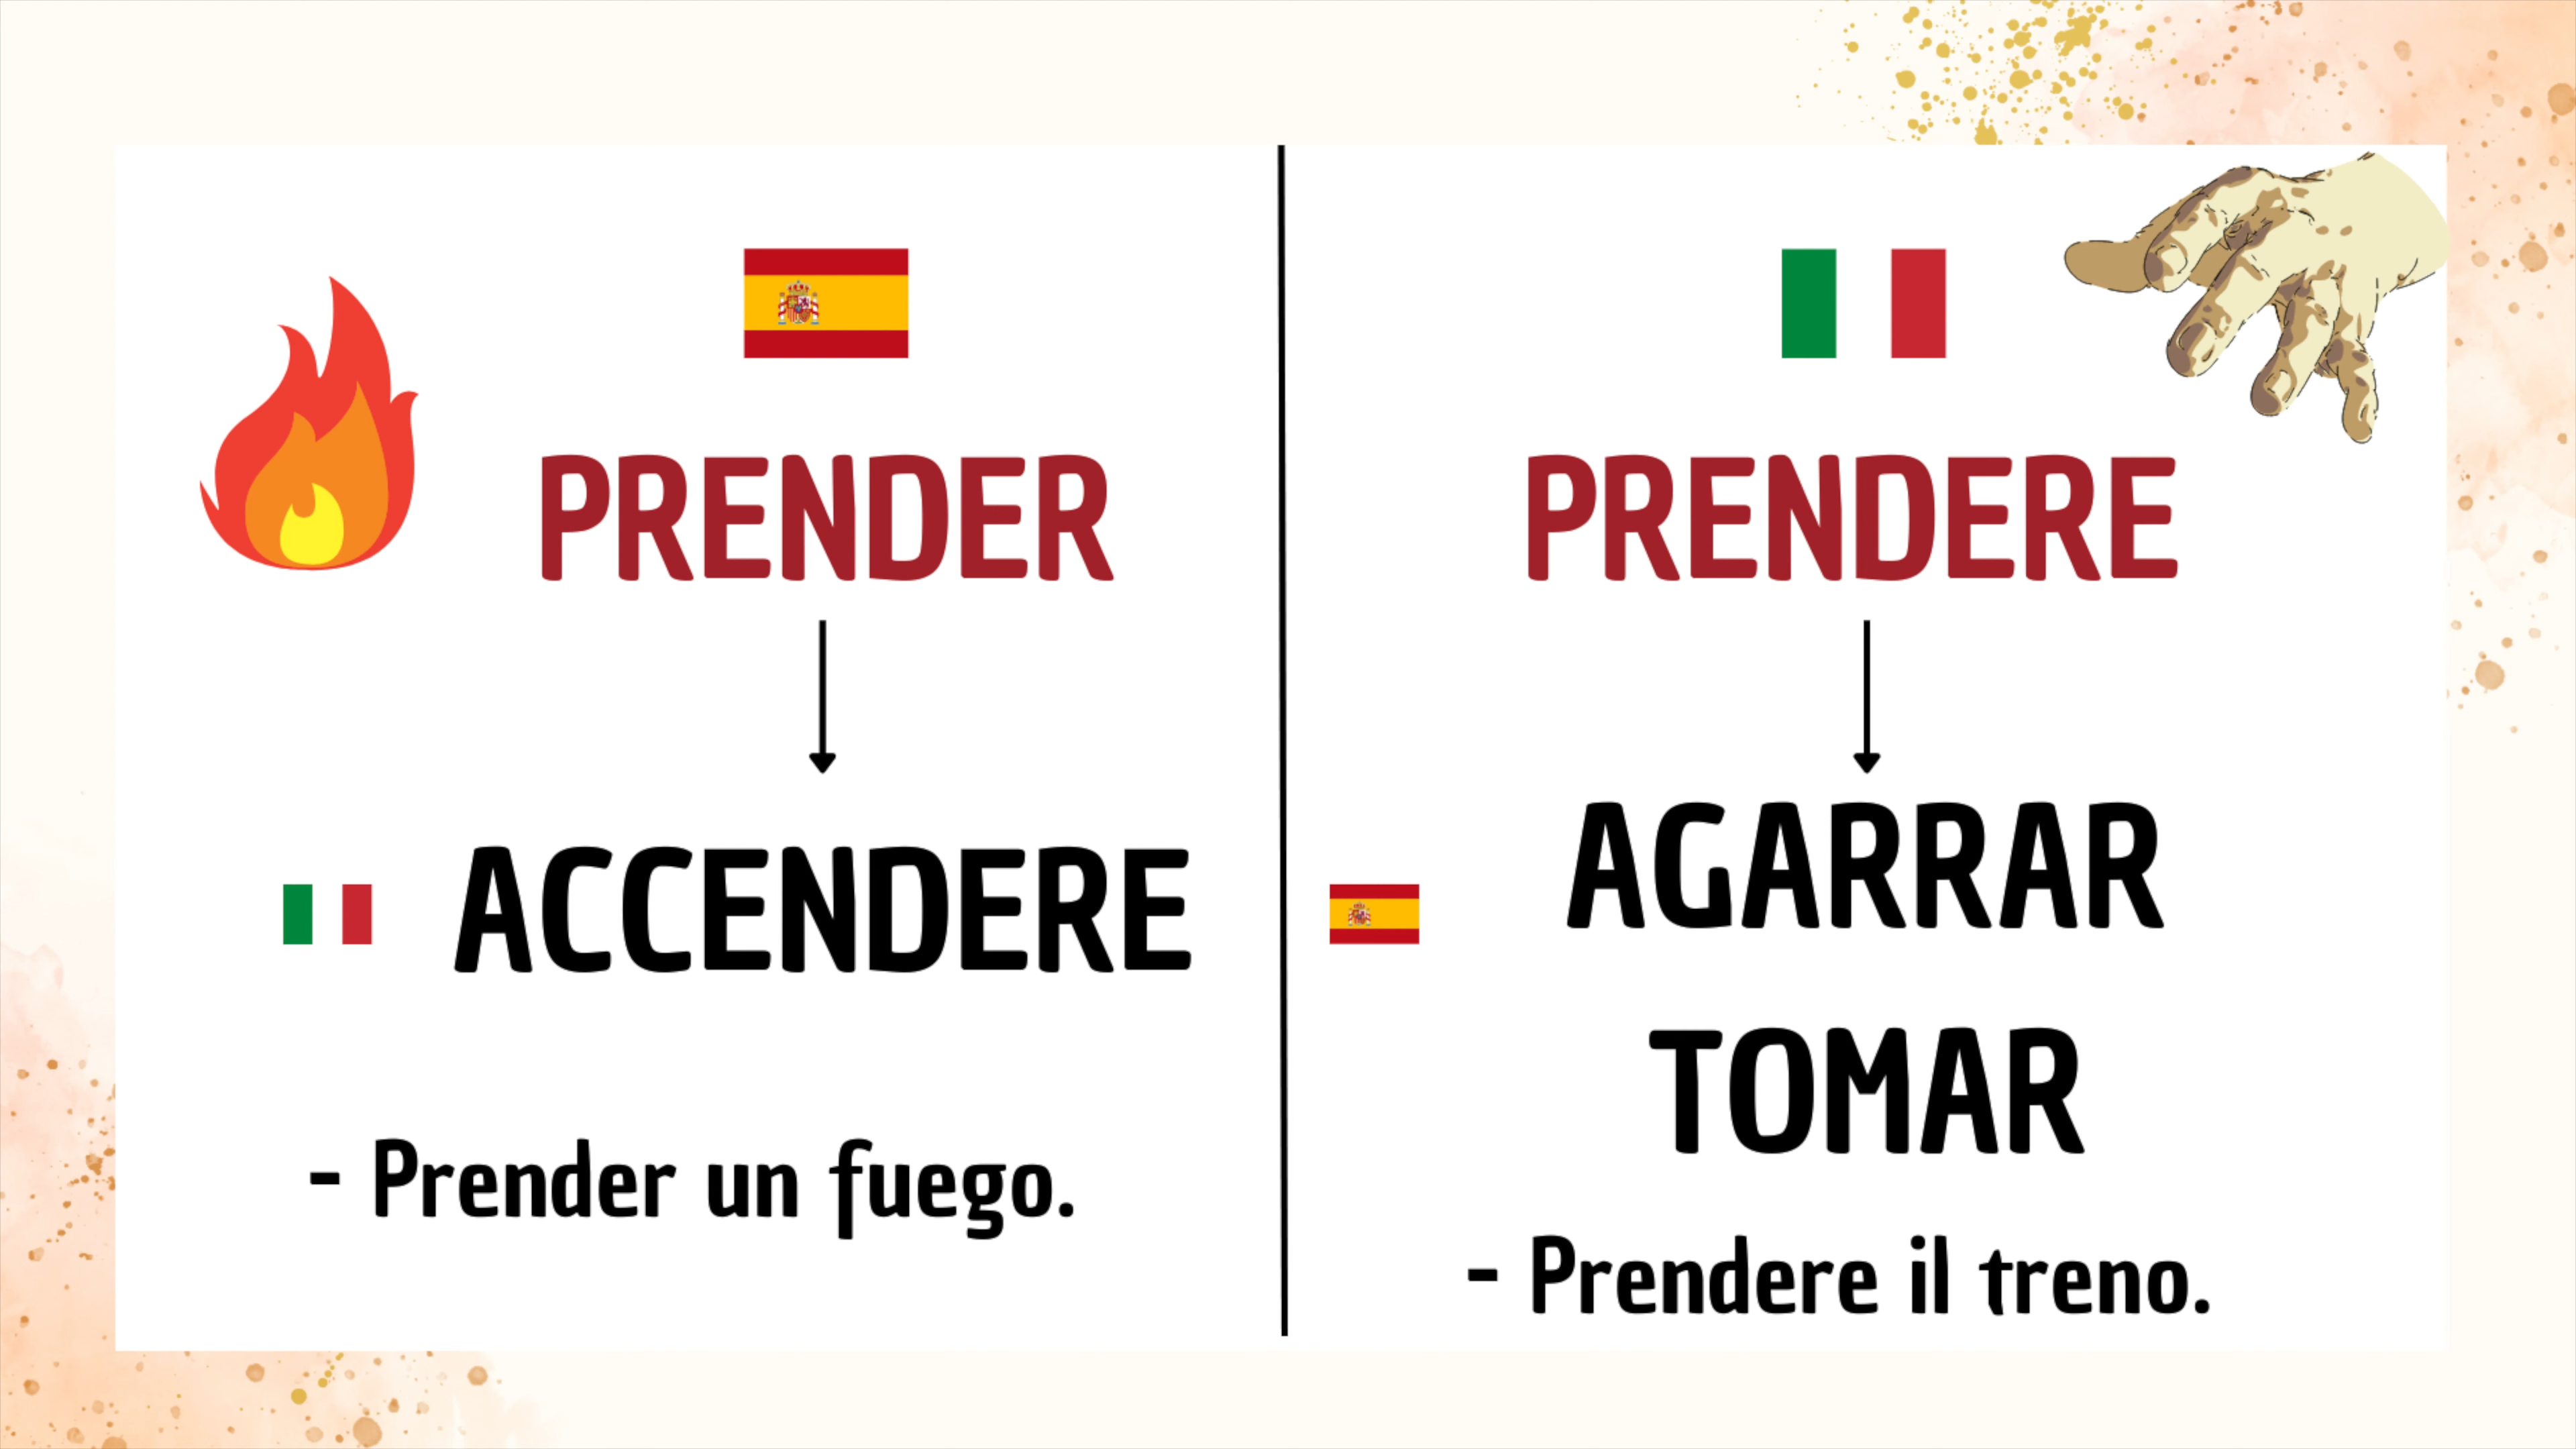 PRENDER
ACCENDERE
- Prender un fuego.
PRENDERE
AGARRAR
TOMAR
- Prendere il treno.